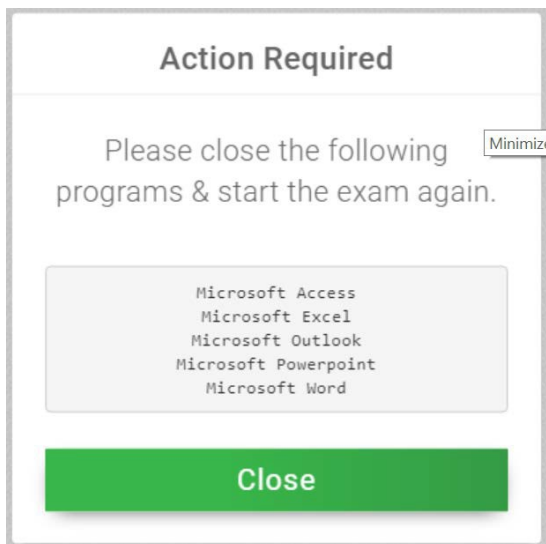 Action Required
Please close the following
programs & start the exam again.
Microsoft Access
Microsoft Excel
Microsoft Outlook
Microsoft Powerpoint
Microsoft Word
Close